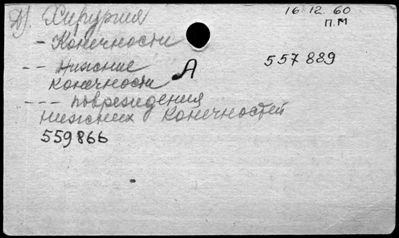 Д) Хирургия
16.12.60
П.М
- Конечности
-- Нижние
557889
конечности А
--- повреждения
нижних конечностей
559866